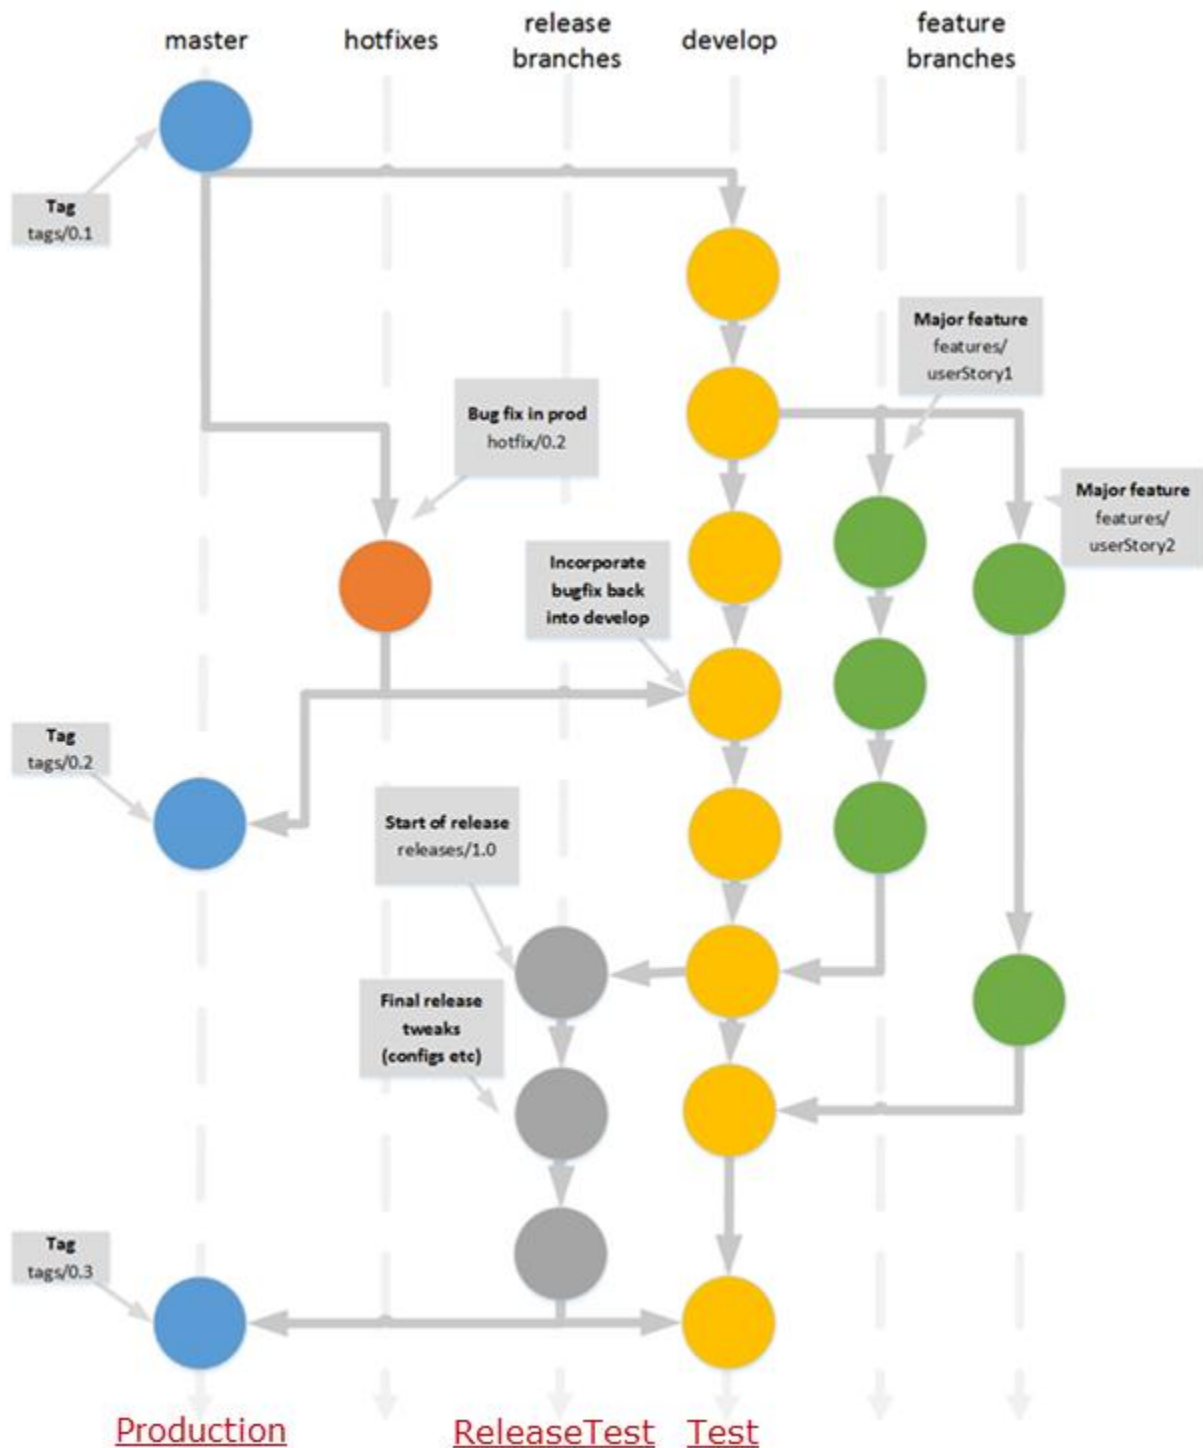 master
hotfixes
release
branches
develop
feature
branches
Tag
tags/0.1
Major feature
features/
userStory1
Bug fix in prod
hotfix/0.2
Major feature
features/
userStory2
Incorporate
bugfix back
into develop
Tag
tags/0.2
Start of release
releases/1.0
Final release
tweaks
(configs etc)
Tag
tags/0.3
Production
ReleaseTest
Test